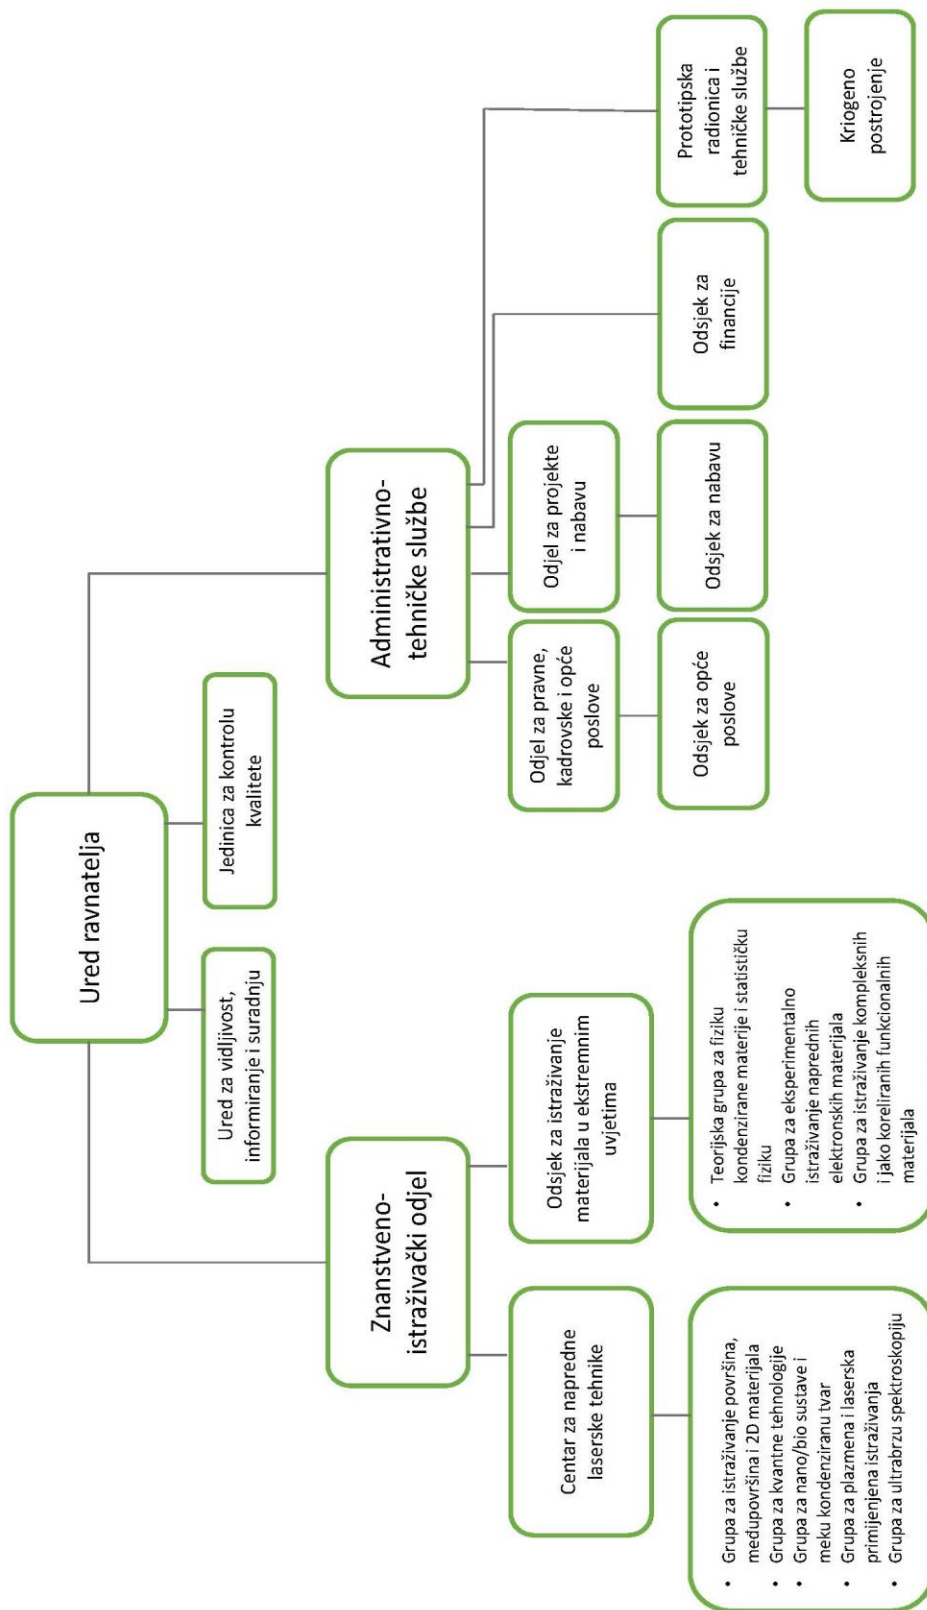 Ured ravnatelja
Ured za vidljivost,
informiranje i suradnju
Jedinica za kontrolu
kvalitete
Znanstveno-
istraživački odjel
Administrativno-
tehničke službe
Centar za napredne
laserske tehnike
Odsjek za istraživanje
materijala u ekstremnim
uvjetima
• Grupa za istraživanje površina,
međupovršina i 2D materijala
• Grupa za kvantne tehnologije
• Grupa za nano/bio sustave i
meku kondenziranu tvar
• Grupa za plazmena i laserska
primijenjena istraživanja
• Grupa za ultrabrzu spektroskopiju
• Teorijska grupa za fiziku
kondenzirane materije i statističku
fiziku
• Grupa za eksperimentalno
istraživanje naprednih
elektronskih materijala
• Grupa za istraživanje kompleksnih
i jako koreliranih funkcionalnih
materijala
Odjel za pravne,
kadrovske i opće
poslove
Odjel za projekte
i nabavu
Odsjek za opće
poslove
Odsjek za nabavu
Odsjek za
financije
Prototipska
radionica i
tehničke službe
Kriogeno
postrojenje